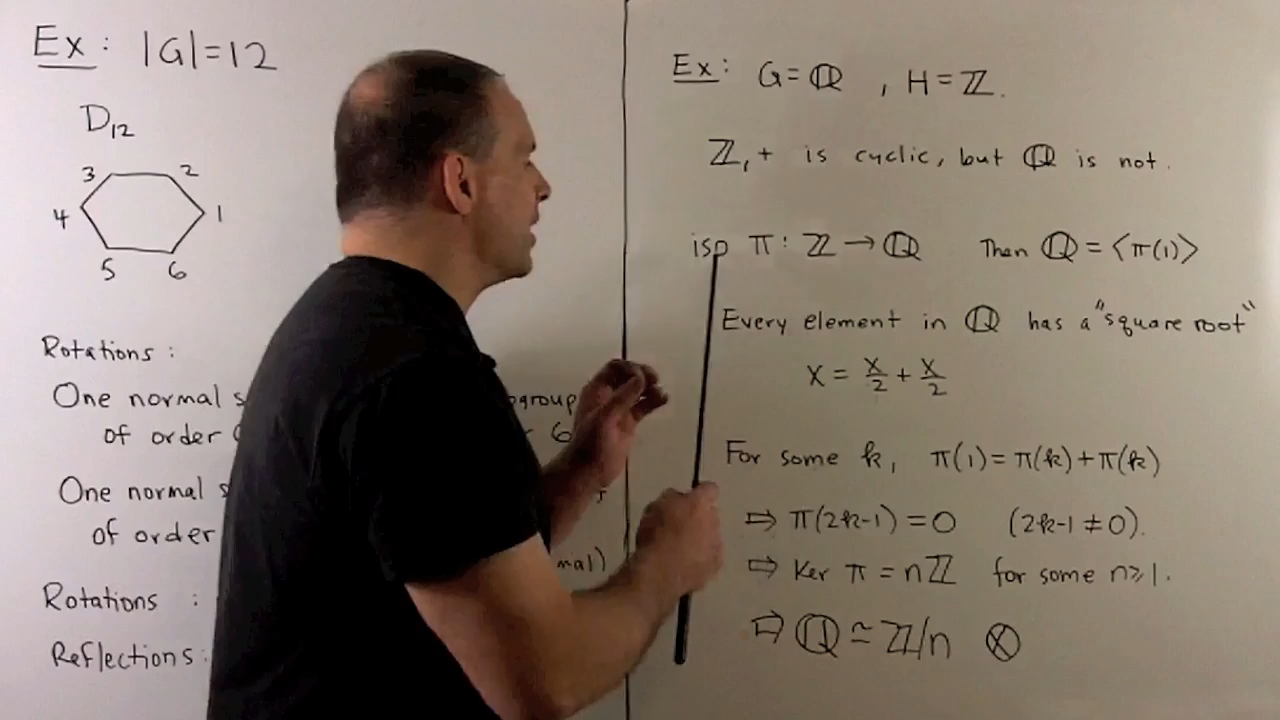 Ex: |G|=12
D12
3 2
4 1
5 6
Rotations:
One normal
of order
One normal
of order
mal)
Rotations :
Reflections:
Ex: G=ℚ , H=ℤ.
ℤ,+ is cyclic, but ℚ is not.
iso π: ℤ→ℚ Then ℚ=⟨π(1)⟩
Every element in ℚ has a "square root"
x = x/2 + x/2
For some k, π(1)=π(k)+π(k)
⇒ π(2k-1)=0 (2k-1≠0).
⇒ Ker π = nℤ for some n≥1.
⇒ ℚ≃ℤ/n ⊗